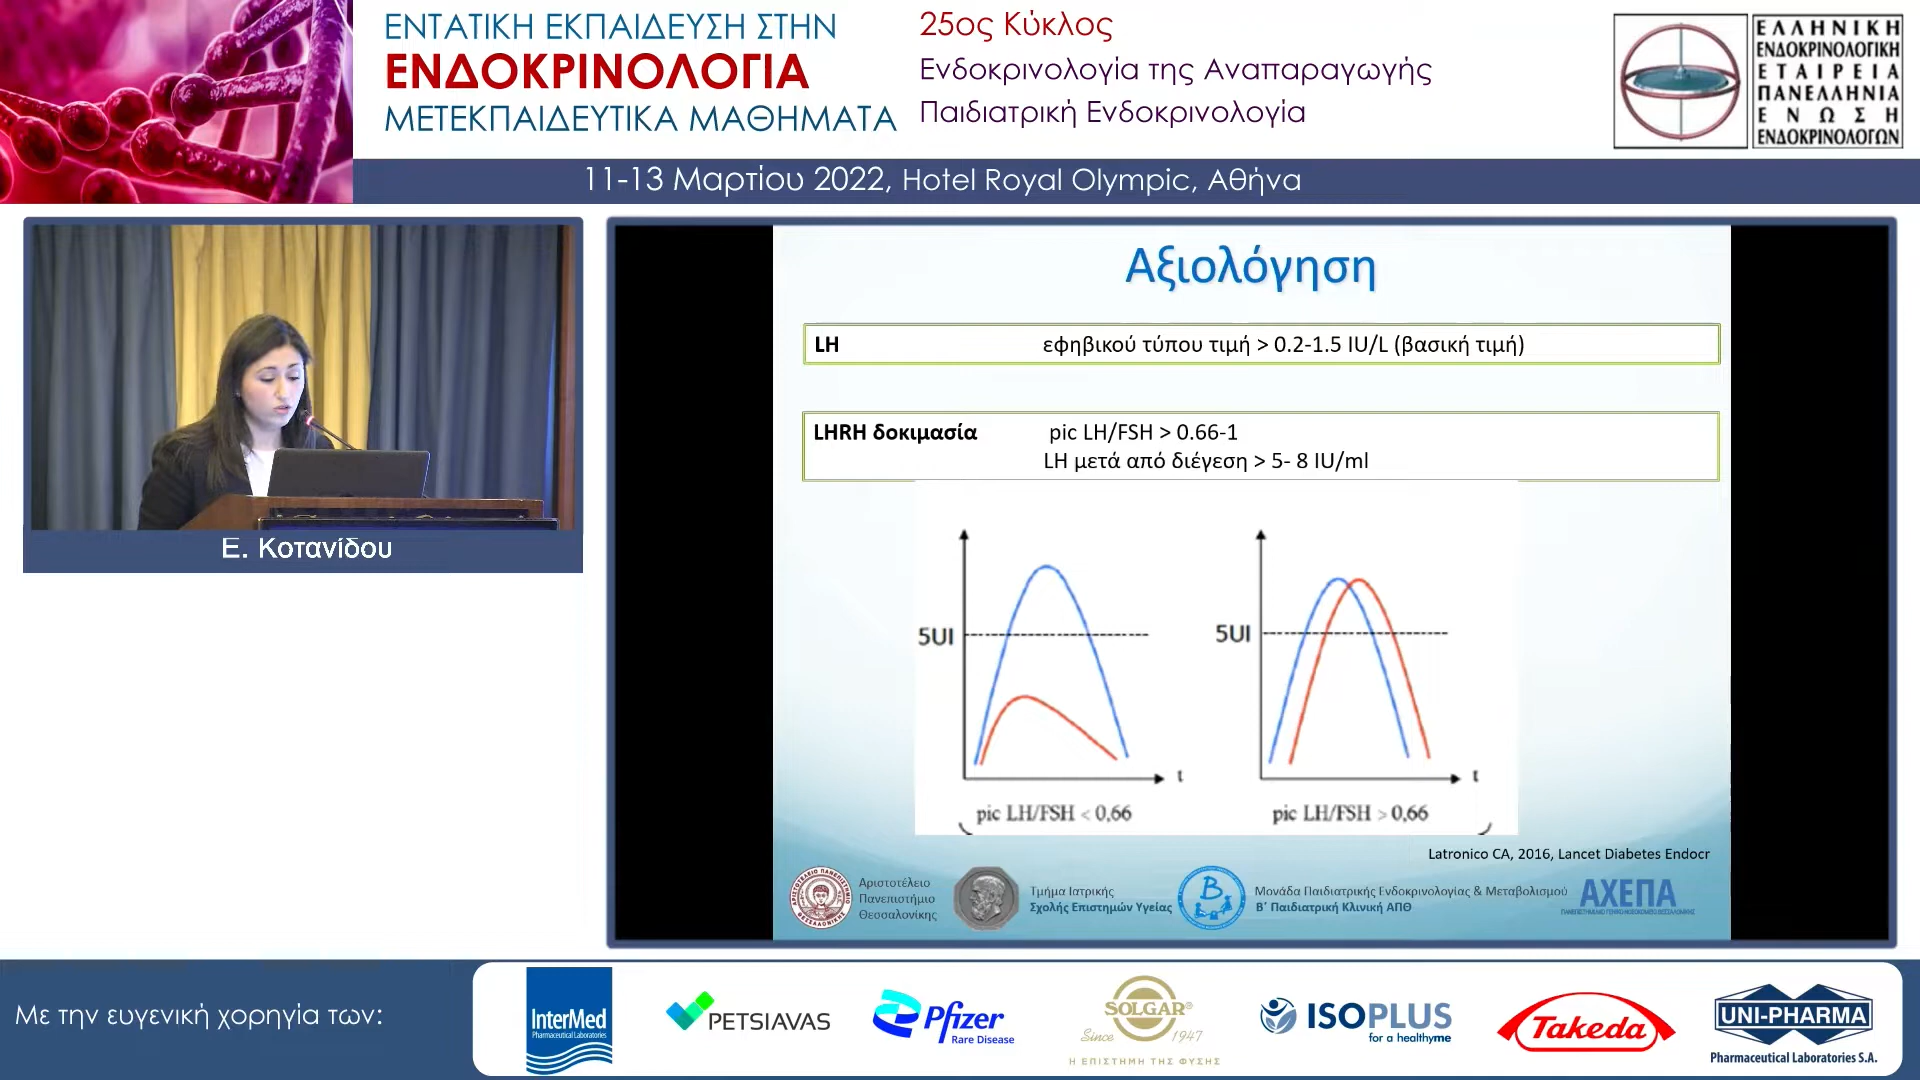 ΕΝΤΑΤΙΚΗ ΕΚΠΑΙΔΕΥΣΗ ΣΤΗΝ
ΕΝΔΟΚΡΙΝΟΛΟΓΙΑ
ΜΕΤΕΚΠΑΙΔΕΥΤΙΚΑ ΜΑΘΗΜΑΤΑ
25ος Κύκλος
Ενδοκρινολογία της Αναπαραγωγής
Παιδιατρική Ενδοκρινολογία
ΕΛΛΗΝΙΚΗ
ΕΝΔΟΚΡΙΝΟΛΟΓΙΚΗ
ΕΤΑΙΡΕΙΑ
ΠΑΝΕΛΛΗΝΙΑ
ΕΝΩΣΗ
ΕΝΔΟΚΡΙΝΟΛΟΓΩΝ
11-13 Μαρτίου 2022, Hotel Royal Olympic, Αθήνα
Ε. Κοτανίδου
Αξιολόγηση
LH εφηβικού τύπου τιμή > 0.2-1.5 IU/L (βασική τιμή)
LHRH δοκιμασία pic LH/FSH > 0.66-1
LH μετά από διέγεση > 5- 8 IU/ml
5UI
t
pic LH/FSH < 0,66
5UI
t
pic LH/FSH > 0,66
Latronico CA, 2016, Lancet Diabetes Endocr
Αριστοτέλειο
Πανεπιστήμιο
Θεσσαλονίκης
Τμήμα Ιατρικής
Σχολής Επιστημών Υγείας
Μονάδα Παιδιατρικής Ενδοκρινολογίας & Μεταβολισμού
Β΄ Παιδιατρική Κλινική ΑΠΘ
ΑΧΕΠΑ
Με την ευγενική χορηγία των:
InterMed
Pharmaceutical Laboratories
PETSIAVAS
Pfizer
Rare Disease
SOLGAR®
Since 1947
Η ΕΠΙΣΤΗΜΗ ΤΗΣ ΦΥΣΗΣ
ISOPLUS
for a healthyme
Takeda
UNI-PHARMA
Pharmaceutical Laboratories S.A.